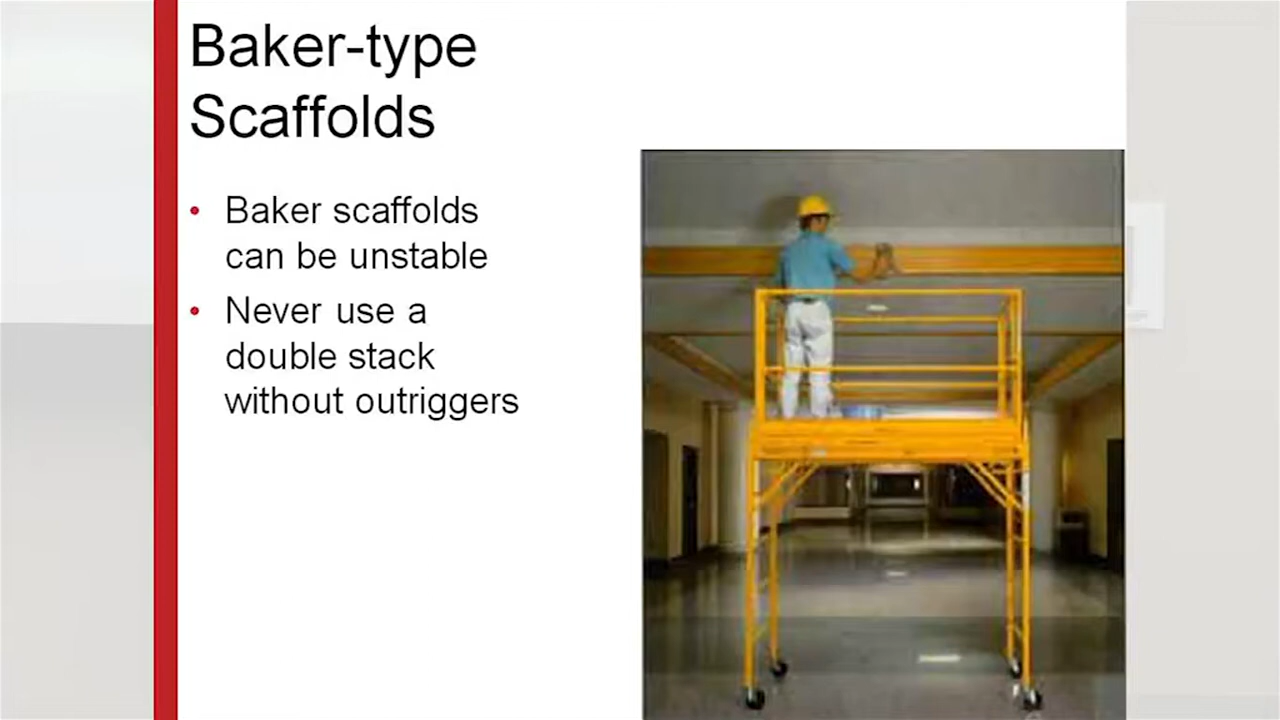 Baker-type
Scaffolds
• Baker scaffolds
can be unstable
• Never use a
double stack
without outriggers